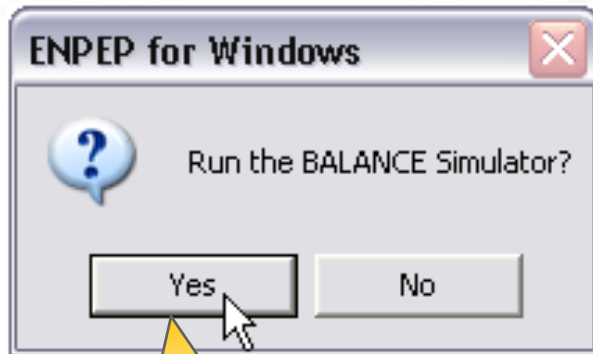 ENPEP for Windows
Run the BALANCE Simulator?
Yes
No